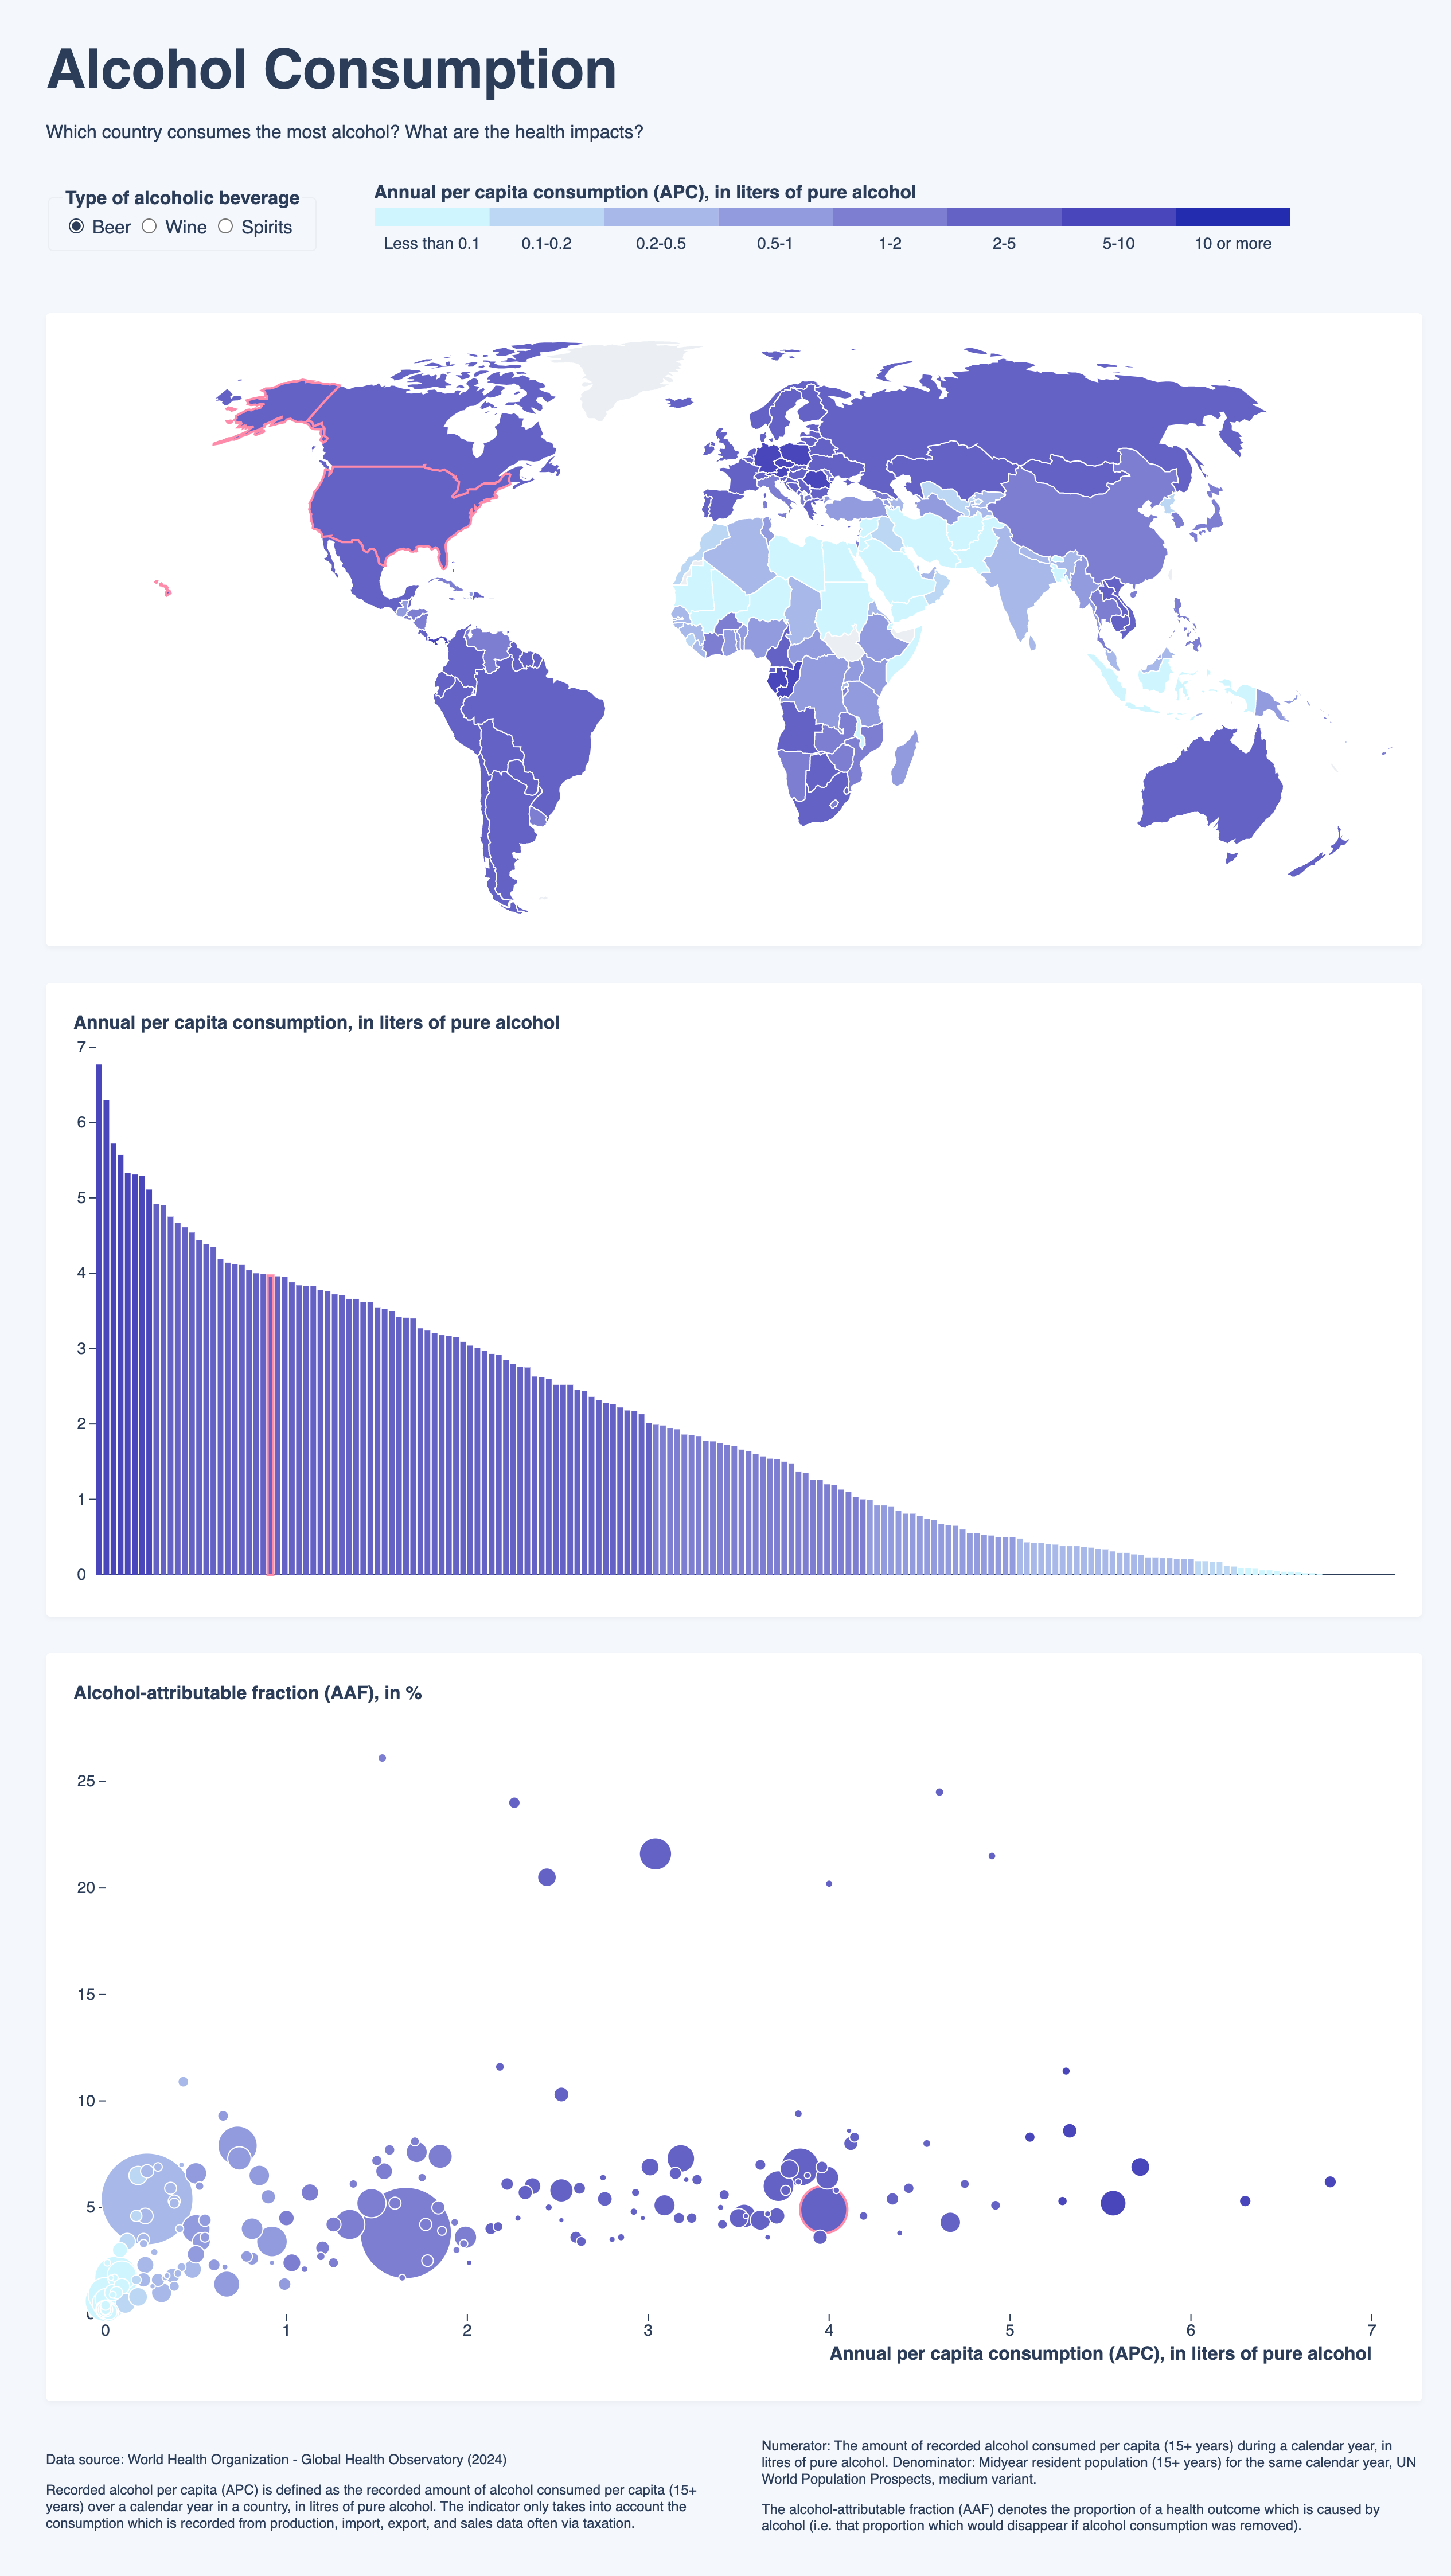 Alcohol Consumption
Which country consumes the most alcohol? What are the health impacts?
Type of alcoholic beverage
Beer Wine Spirits
Annual per capita consumption (APC), in liters of pure alcohol
Less than 0.1 0.1-0.2 0.2-0.5 0.5-1 1-2 2-5 5-10 10 or more
Annual per capita consumption, in liters of pure alcohol
7
6
5
4
3
2
1
0
Alcohol-attributable fraction (AAF), in %
25
20
15
10
5
0
0 1 2 3 4 5 6 7
Annual per capita consumption (APC), in liters of pure alcohol
Data source: World Health Organization - Global Health Observatory (2024)
Recorded alcohol per capita (APC) is defined as the recorded amount of alcohol consumed per capita (15+
years) over a calendar year in a country, in litres of pure alcohol. The indicator only takes into account the
consumption which is recorded from production, import, export, and sales data often via taxation.
Numerator: The amount of recorded alcohol consumed per capita (15+ years) during a calendar year, in
litres of pure alcohol. Denominator: Midyear resident population (15+ years) for the same calendar year, UN
World Population Prospects, medium variant.
The alcohol-attributable fraction (AAF) denotes the proportion of a health outcome which is caused by
alcohol (i.e. that proportion which would disappear if alcohol consumption was removed).